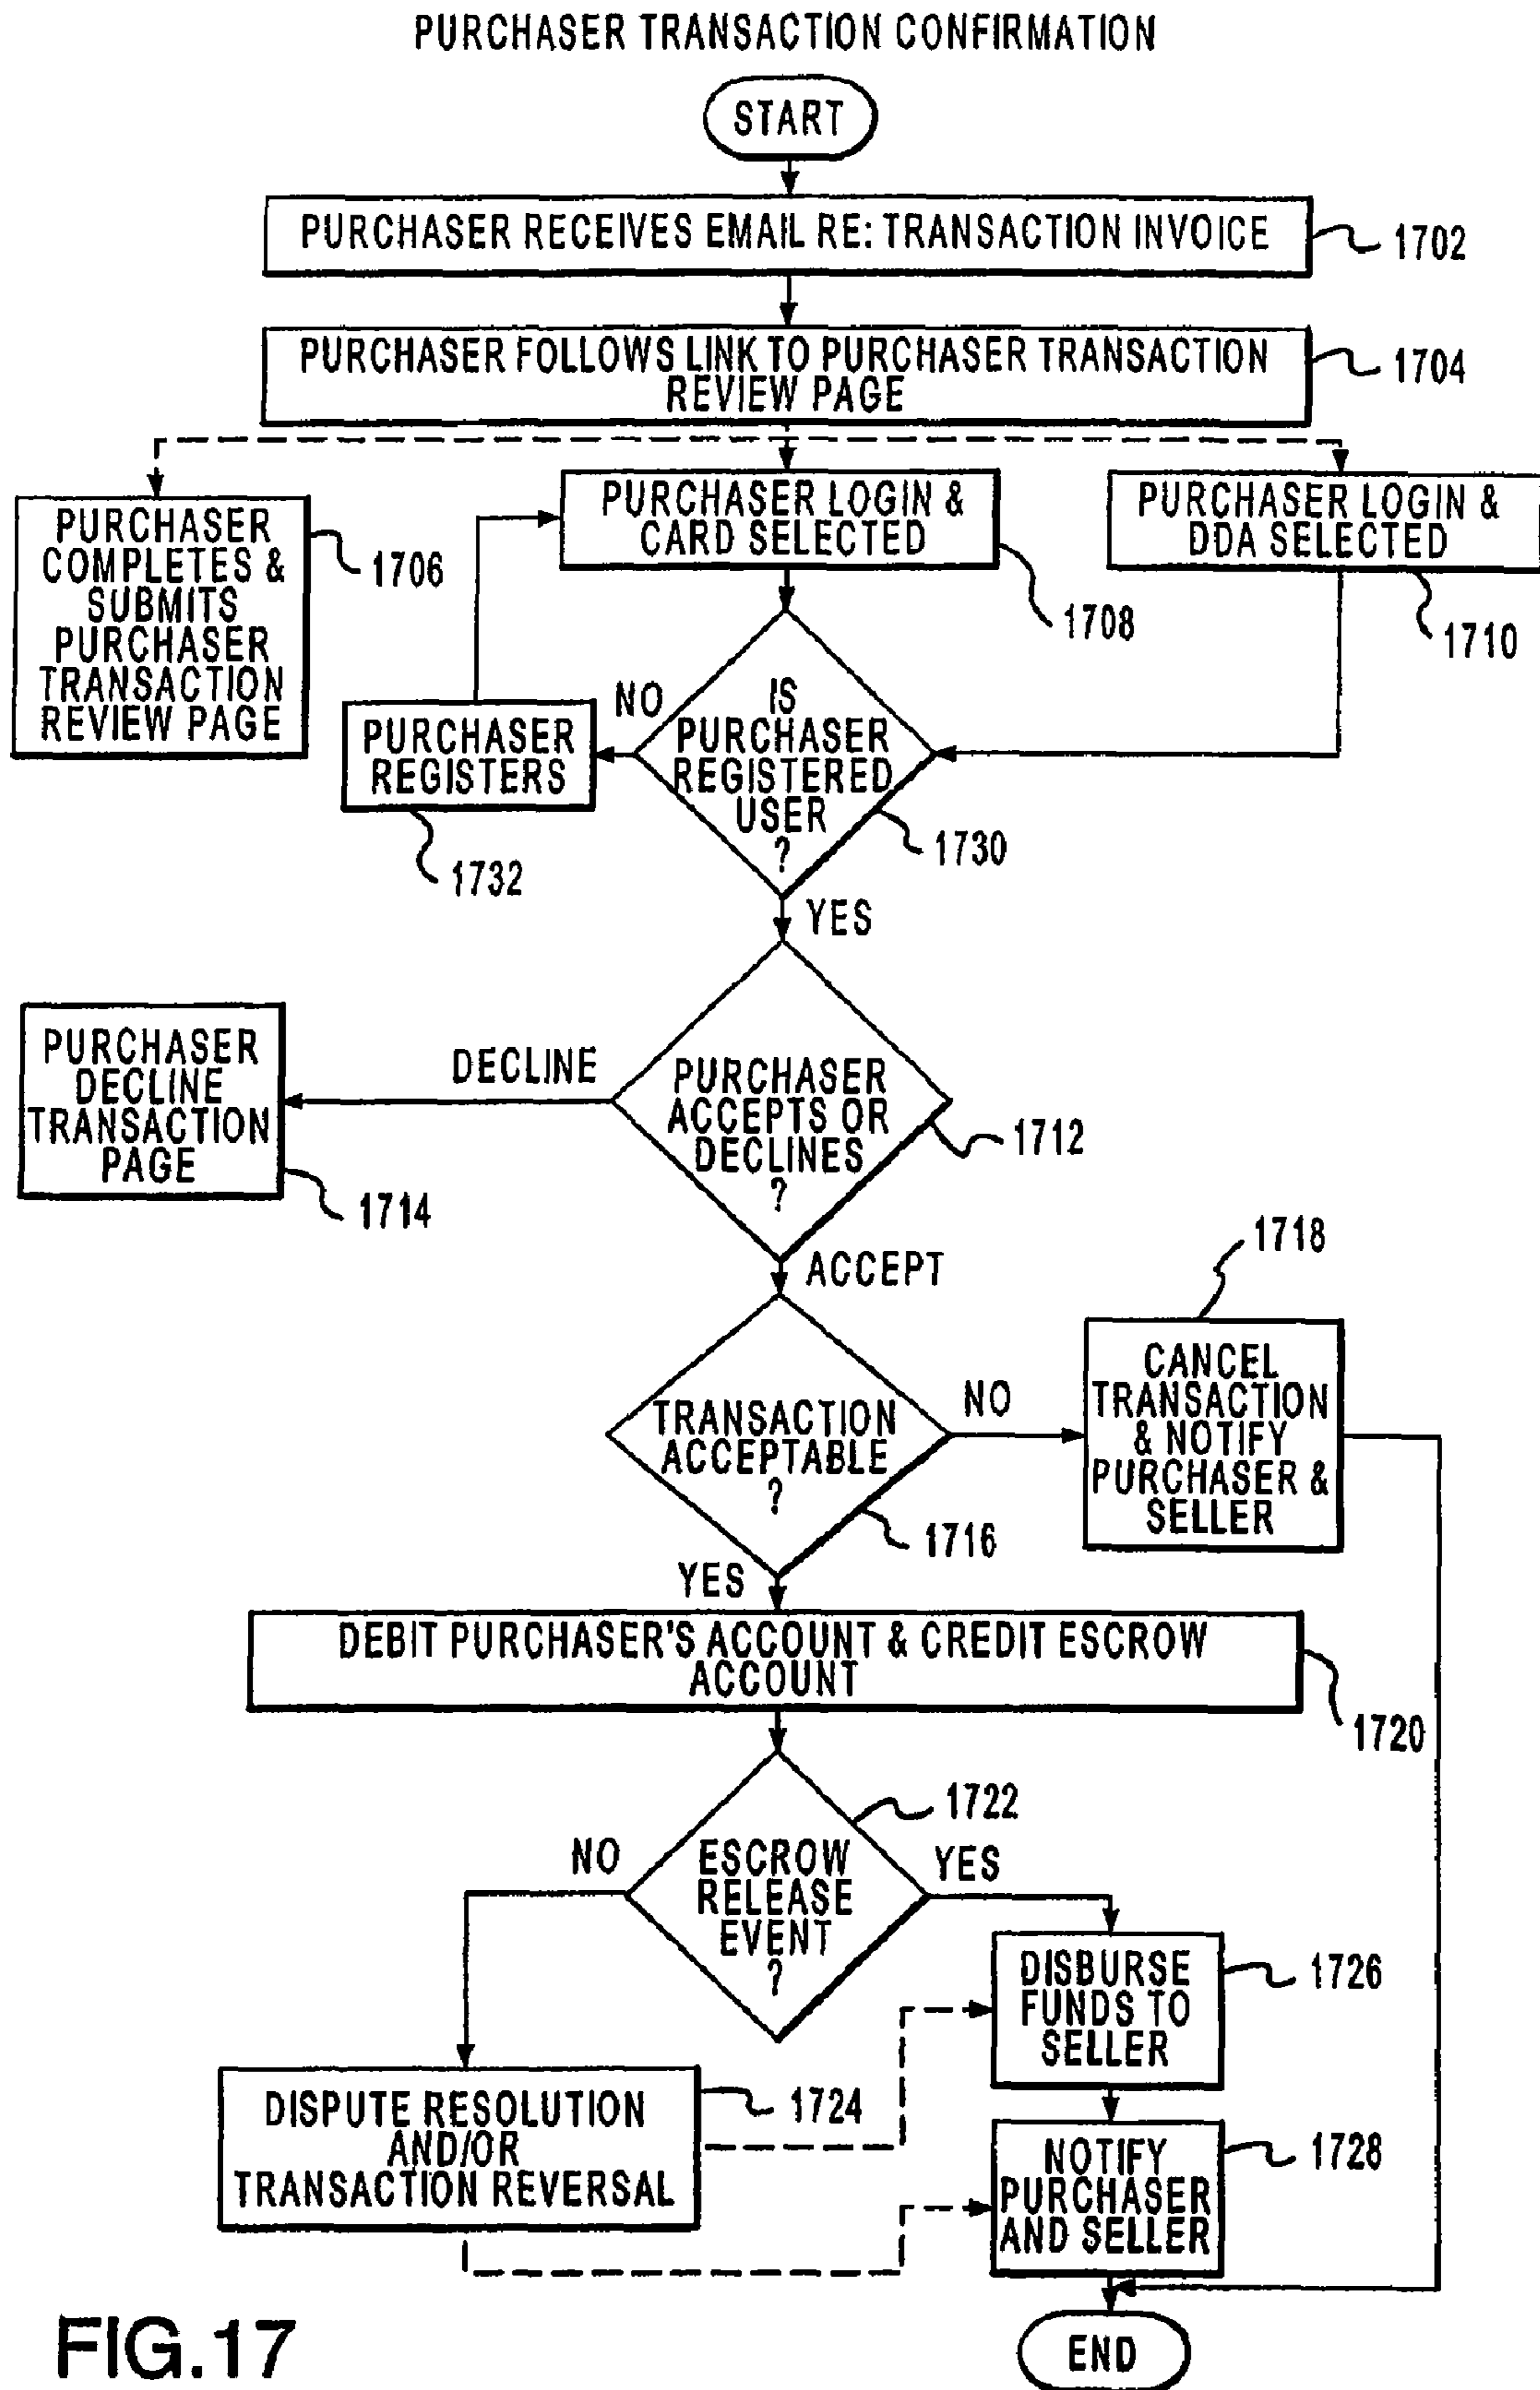 PURCHASER TRANSACTION CONFIRMATION
START
PURCHASER RECEIVES EMAIL RE: TRANSACTION INVOICE
1702
PURCHASER FOLLOWS LINK TO PURCHASER TRANSACTION
REVIEW PAGE
1704
PURCHASER
COMPLETES &
SUBMITS
PURCHASER
TRANSACTION
REVIEW PAGE
1706
PURCHASER LOGIN &
CARD SELECTED
1708
PURCHASER LOGIN &
DDA SELECTED
1710
IS
PURCHASER
REGISTERED
USER
?
1730
NO
PURCHASER
REGISTERS
1732
YES
PURCHASER
ACCEPTS OR
DECLINES
?
1712
DECLINE
PURCHASER
DECLINE
TRANSACTION
PAGE
1714
ACCEPT
TRANSACTION
ACCEPTABLE
?
1716
NO
1718
CANCEL
TRANSACTION
& NOTIFY
PURCHASER &
SELLER
YES
DEBIT PURCHASER'S ACCOUNT & CREDIT ESCROW
ACCOUNT
1720
ESCROW
RELEASE
EVENT
?
1722
NO
YES
DISBURSE
FUNDS TO
SELLER
1726
DISPUTE RESOLUTION
AND/OR
TRANSACTION REVERSAL
1724
NOTIFY
PURCHASER
AND SELLER
1728
END
FIG.17